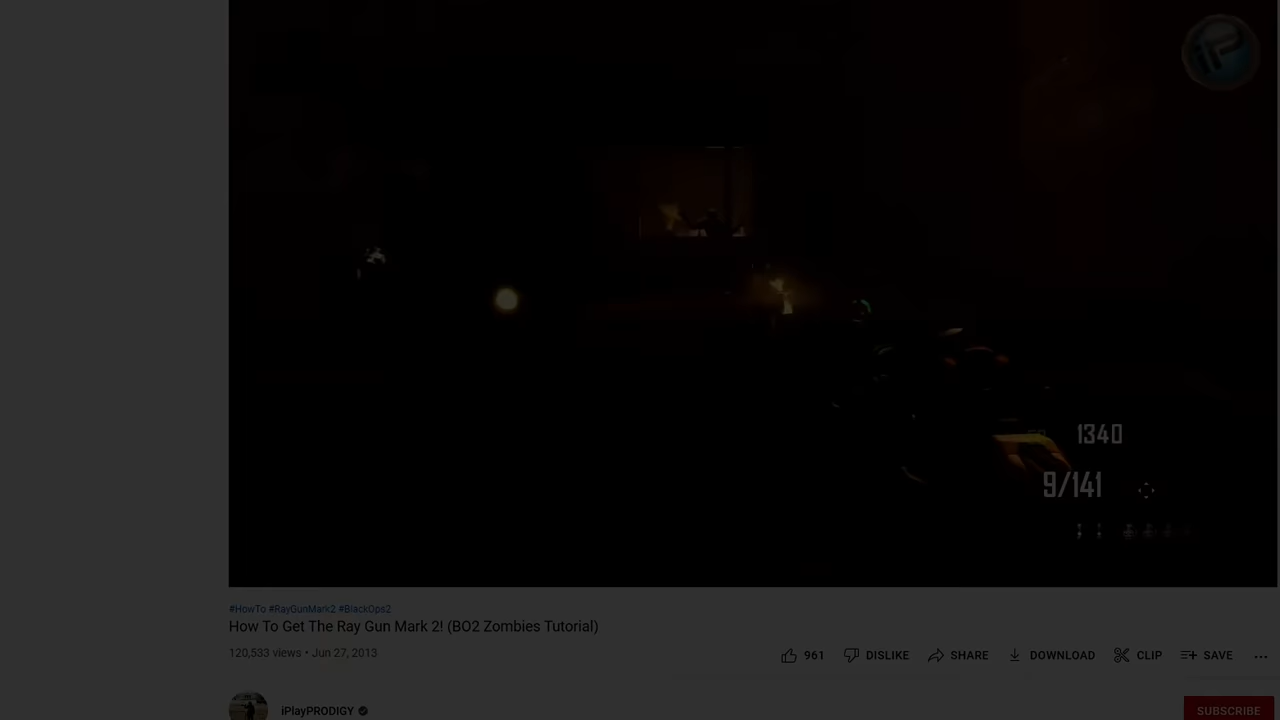 iP
1340
9/141
#HowTo #RayGunMark2 #BlackOps2
How To Get The Ray Gun Mark 2! (BO2 Zombies Tutorial)
120,533 views • Jun 27, 2013
961 DISLIKE SHARE DOWNLOAD CLIP SAVE ...
iPlayPRODIGY
SUBSCRIBE